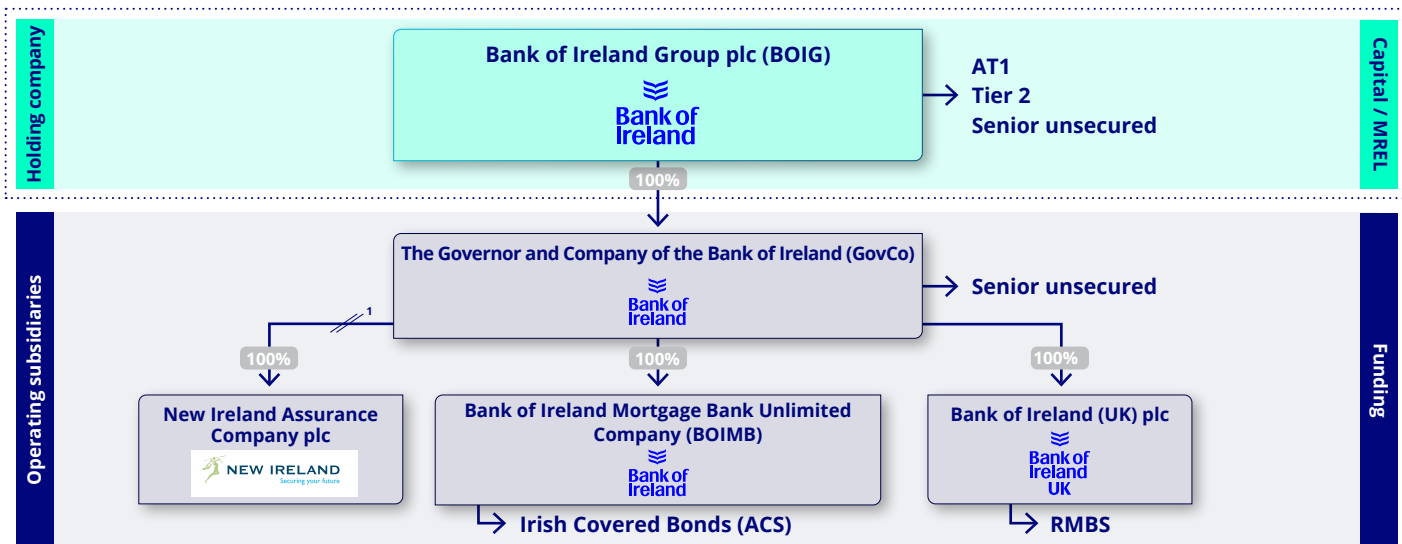 Holding company
Bank of Ireland Group plc (BOIG)
Bank of
Ireland
AT1
Tier 2
Senior unsecured
Capital / MREL
100%
Operating subsidiaries
The Governor and Company of the Bank of Ireland (GovCo)
Bank of
Ireland
Senior unsecured
Funding
1
100%
100%
100%
New Ireland Assurance
Company plc
NEW IRELAND
Securing your future
Bank of Ireland Mortgage Bank Unlimited
Company (BOIMB)
Bank of
Ireland
Bank of Ireland (UK) plc
Bank of
Ireland
UK
Irish Covered Bonds (ACS)
RMBS